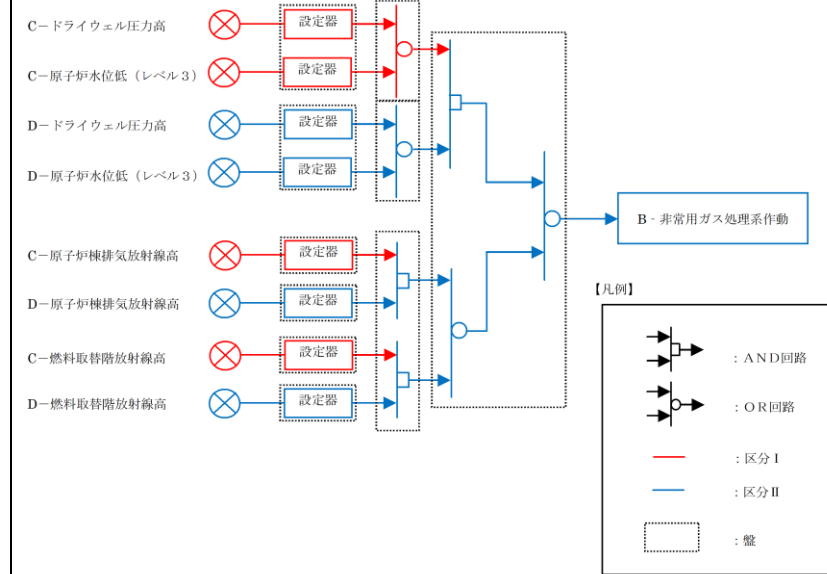 C－ドライウェル圧力高
設定器
C－原子炉水位低（レベル３）
設定器
D－ドライウェル圧力高
設定器
D－原子炉水位低（レベル３）
設定器
B‐非常用ガス処理系作動
C－原子炉棟排気放射線高
設定器
D－原子炉棟排気放射線高
設定器
C－燃料取替階放射線高
設定器
D－燃料取替階放射線高
設定器
【凡例】
：ＡＮＤ回路
：ＯＲ回路
：区分Ⅰ
：区分Ⅱ
：盤